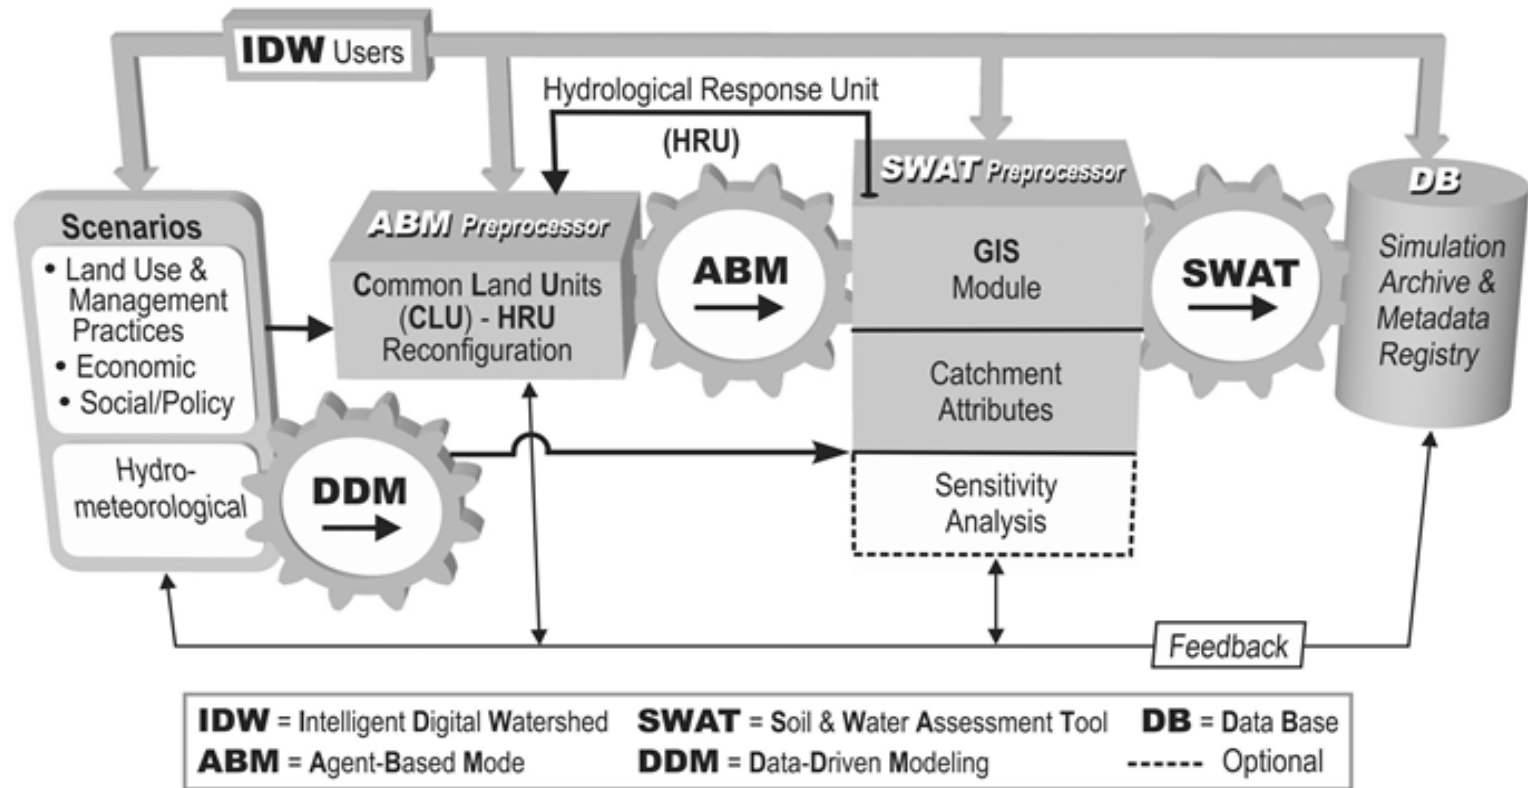 IDW Users
Hydrological Response Unit
(HRU)
Scenarios
• Land Use &
Management
Practices
• Economic
• Social/Policy
Hydro-
meteorological
DDM
ABM Preprocessor
Common Land Units
(CLU) - HRU
Reconfiguration
ABM
SWAT Preprocessor
GIS
Module
Catchment
Attributes
Sensitivity
Analysis
SWAT
DB
Simulation
Archive &
Metadata
Registry
Feedback
IDW = Intelligent Digital Watershed SWAT = Soil & Water Assessment Tool DB = Data Base
ABM = Agent-Based Mode DDM = Data-Driven Modeling ----- Optional